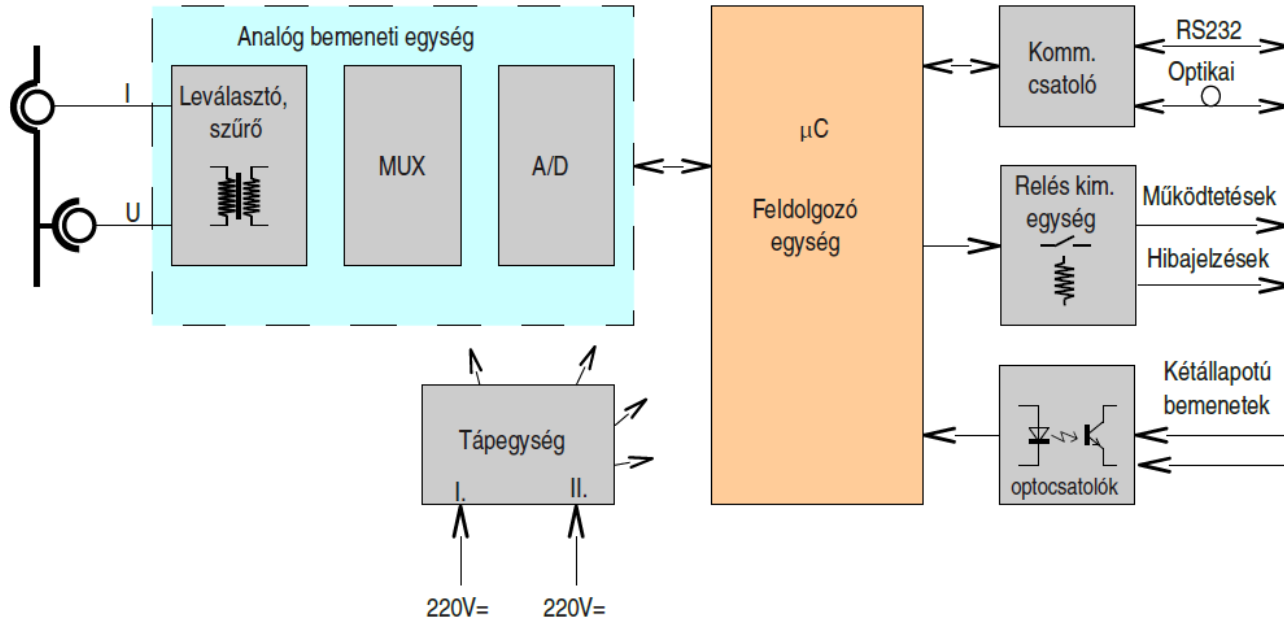 Analóg bemeneti egység
I
U
Leválasztó,
szűrő
MUX
A/D
µC
Feldolgozó
egység
Komm.
csatoló
RS232
Optikai
Relés kim.
egység
Működtetések
Hibajelzések
Kétállapotú
bemenetek
optocsatolók
Tápegység
I.
II.
220V=
220V=